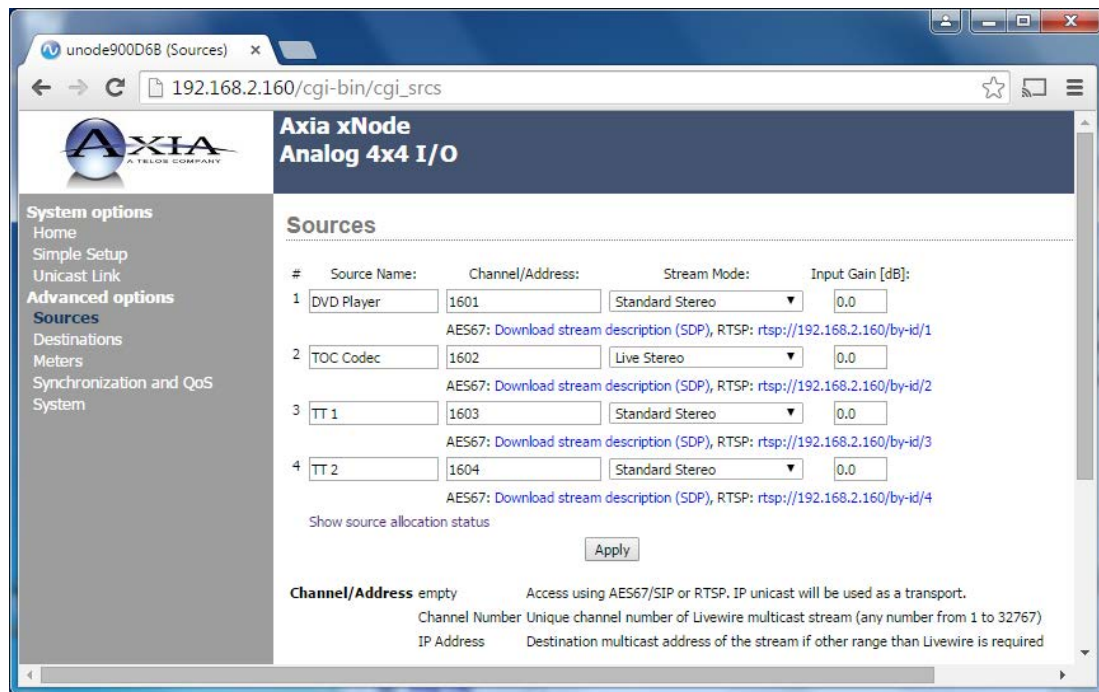 unode900D6B (Sources)
192.168.2.160/cgi-bin/cgi_srcs
AXIA
A TELOS COMPANY
Axia xNode
Analog 4x4 I/O
System options
Home
Simple Setup
Unicast Link
Advanced options
Sources
Destinations
Meters
Synchronization and QoS
System
Sources
# Source Name: Channel/Address: Stream Mode: Input Gain [dB]:
1 DVD Player 1601 Standard Stereo 0.0
AES67: Download stream description (SDP), RTSP: rtsp://192.168.2.160/by-id/1
2 TOC Codec 1602 Live Stereo 0.0
AES67: Download stream description (SDP), RTSP: rtsp://192.168.2.160/by-id/2
3 TT 1 1603 Standard Stereo 0.0
AES67: Download stream description (SDP), RTSP: rtsp://192.168.2.160/by-id/3
4 TT 2 1604 Standard Stereo 0.0
AES67: Download stream description (SDP), RTSP: rtsp://192.168.2.160/by-id/4
Show source allocation status
Apply
Channel/Address empty Access using AES67/SIP or RTSP. IP unicast will be used as a transport.
Channel Number Unique channel number of Livewire multicast stream (any number from 1 to 32767)
IP Address Destination multicast address of the stream if other range than Livewire is required